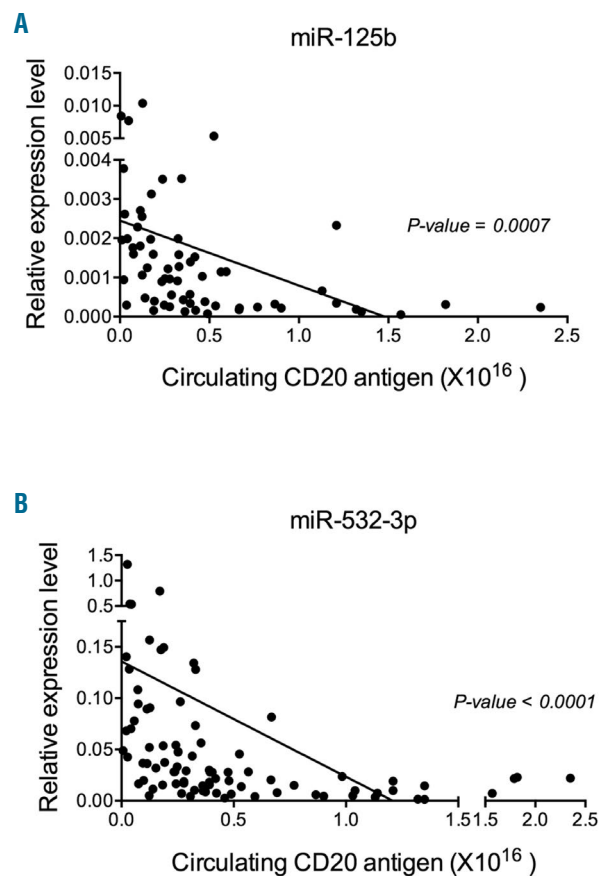 A
miR-125b
Relative expression level
0.015
0.010
0.005
0.004
0.003
0.002
0.001
0.000
P-value = 0.0007
0.0 0.5 1.0 1.5 2.0 2.5
Circulating CD20 antigen (X10¹⁶ )
B
miR-532-3p
Relative expression level
1.5
1.0
0.5
0.15
0.10
0.05
0.00
P-value < 0.0001
0.0 0.5 1.0 1.5 1.5 2.0 2.5
Circulating CD20 antigen (X10¹⁶ )